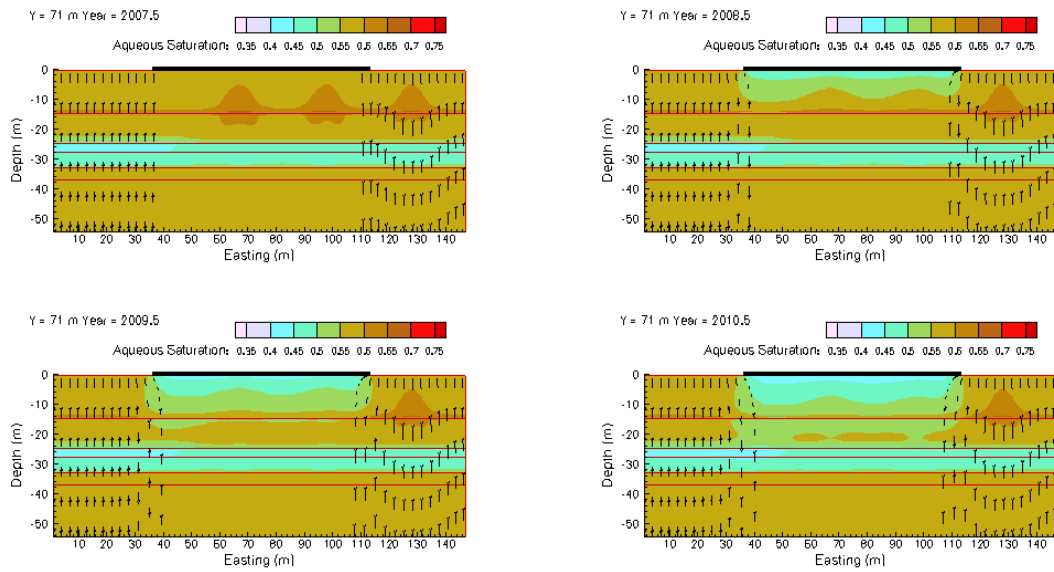 Y = 71 m Year = 2007.5
Aqueous Saturation: 0.35 0.4 0.45 0.5 0.55 0.6 0.65 0.7 0.75
0
-10
-20
-30
-40
-50
Depth (m)
10 20 30 40 50 60 70 80 90 100 110 120 130 140
Easting (m)
Y = 71 m Year = 2008.5
Aqueous Saturation: 0.35 0.4 0.45 0.5 0.55 0.6 0.65 0.7 0.75
0
-10
-20
-30
-40
-50
Depth (m)
10 20 30 40 50 60 70 80 90 100 110 120 130 140
Easting (m)
Y = 71 m Year = 2009.5
Aqueous Saturation: 0.35 0.4 0.45 0.5 0.55 0.6 0.65 0.7 0.75
0
-10
-20
-30
-40
-50
Depth (m)
10 20 30 40 50 60 70 80 90 100 110 120 130 140
Easting (m)
Y = 71 m Year = 2010.5
Aqueous Saturation: 0.35 0.4 0.45 0.5 0.55 0.6 0.65 0.7 0.75
0
-10
-20
-30
-40
-50
Depth (m)
10 20 30 40 50 60 70 80 90 100 110 120 130 140
Easting (m)